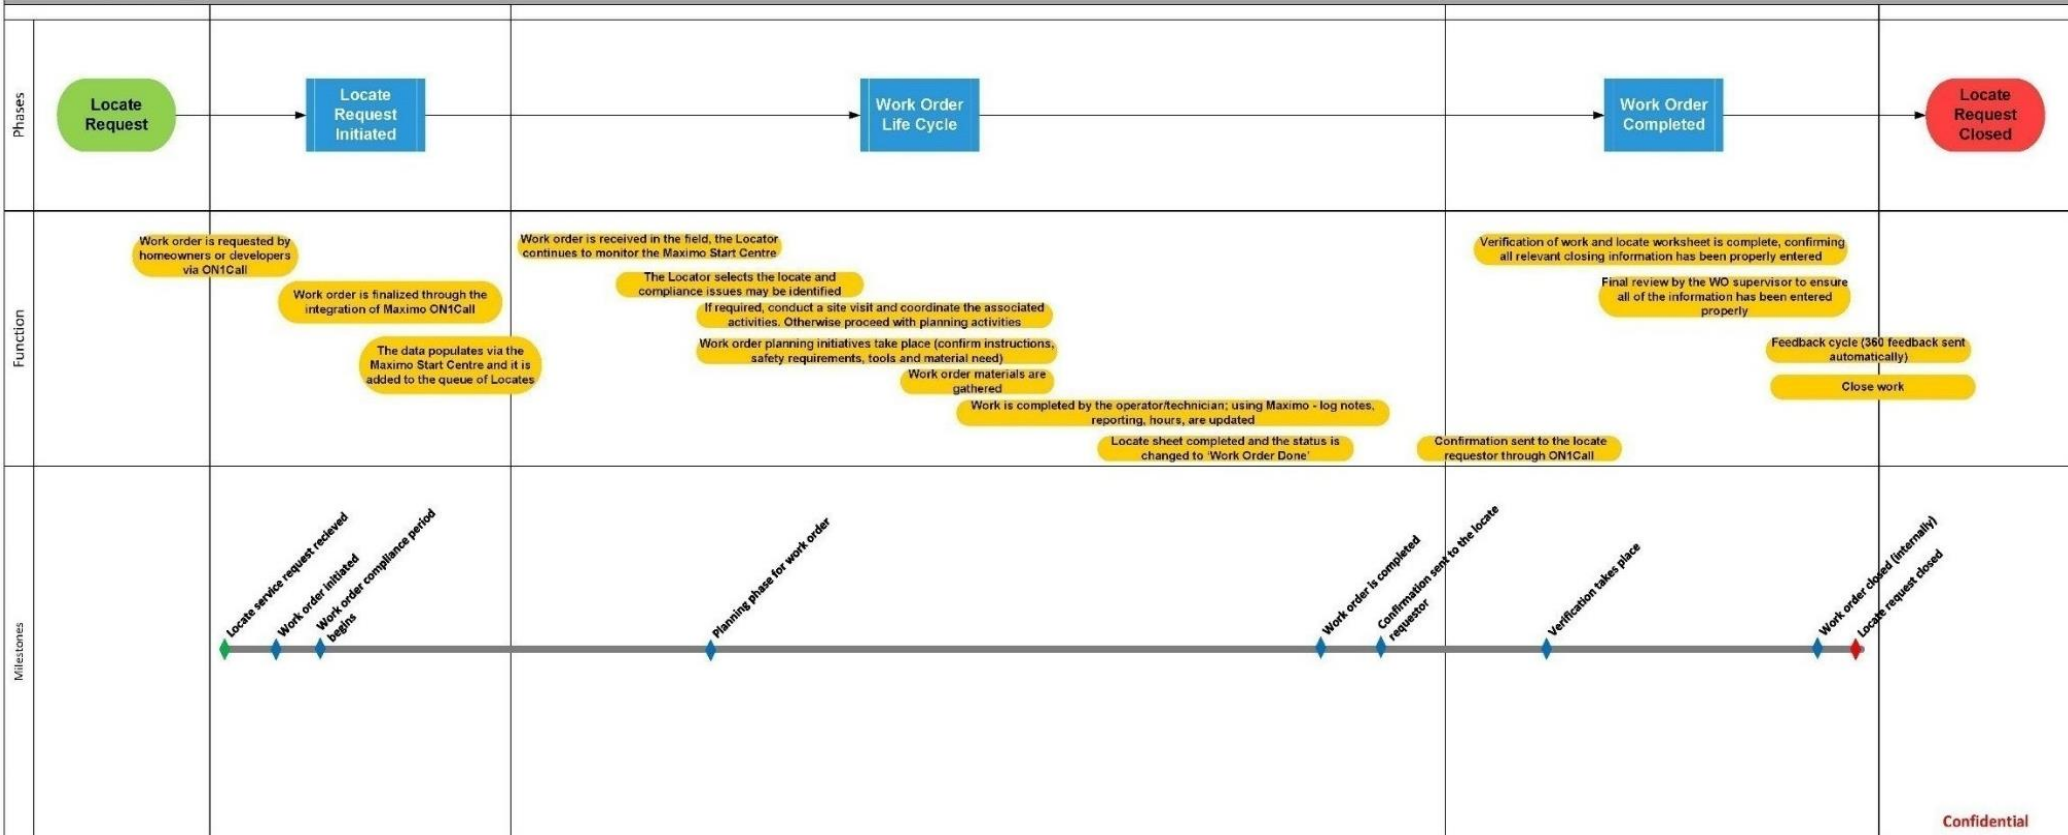 Phases
Locate
Request
Locate
Request
Initiated
Work Order
Life Cycle
Work Order
Completed
Locate
Request
Closed
Function
Work order is requested by
homeowners or developers
via ON1Call
Work order is finalized through the
integration of Maximo ON1Call
The data populates via the
Maximo Start Centre and it is
added to the queue of Locates
Work order is received in the field, the Locator
continues to monitor the Maximo Start Centre
The Locator selects the locate and
compliance issues may be identified
If required, conduct a site visit and coordinate the associated
activities. Otherwise proceed with planning activities
Work order planning initiatives take place (confirm instructions,
safety requirements, tools and material need)
Work order materials are
gathered
Work is completed by the operator/technician; using Maximo - log notes,
reporting, hours, are updated
Locate sheet completed and the status is
changed to ‘Work Order Done’
Confirmation sent to the locate
requestor through ON1Call
Verification of work and locate worksheet is complete, confirming
all relevant closing information has been properly entered
Final review by the WO supervisor to ensure
all of the information has been entered
properly
Feedback cycle (360 feedback sent
automatically)
Close work
Milestones
Locate service request recieved
Work order initiated
Work order compliance period
begins
Planning phase for work order
Work order is completed
Confirmation sent to the locate
requestor
Verification takes place
Work order closed (internally)
Locate request closed
Confidential